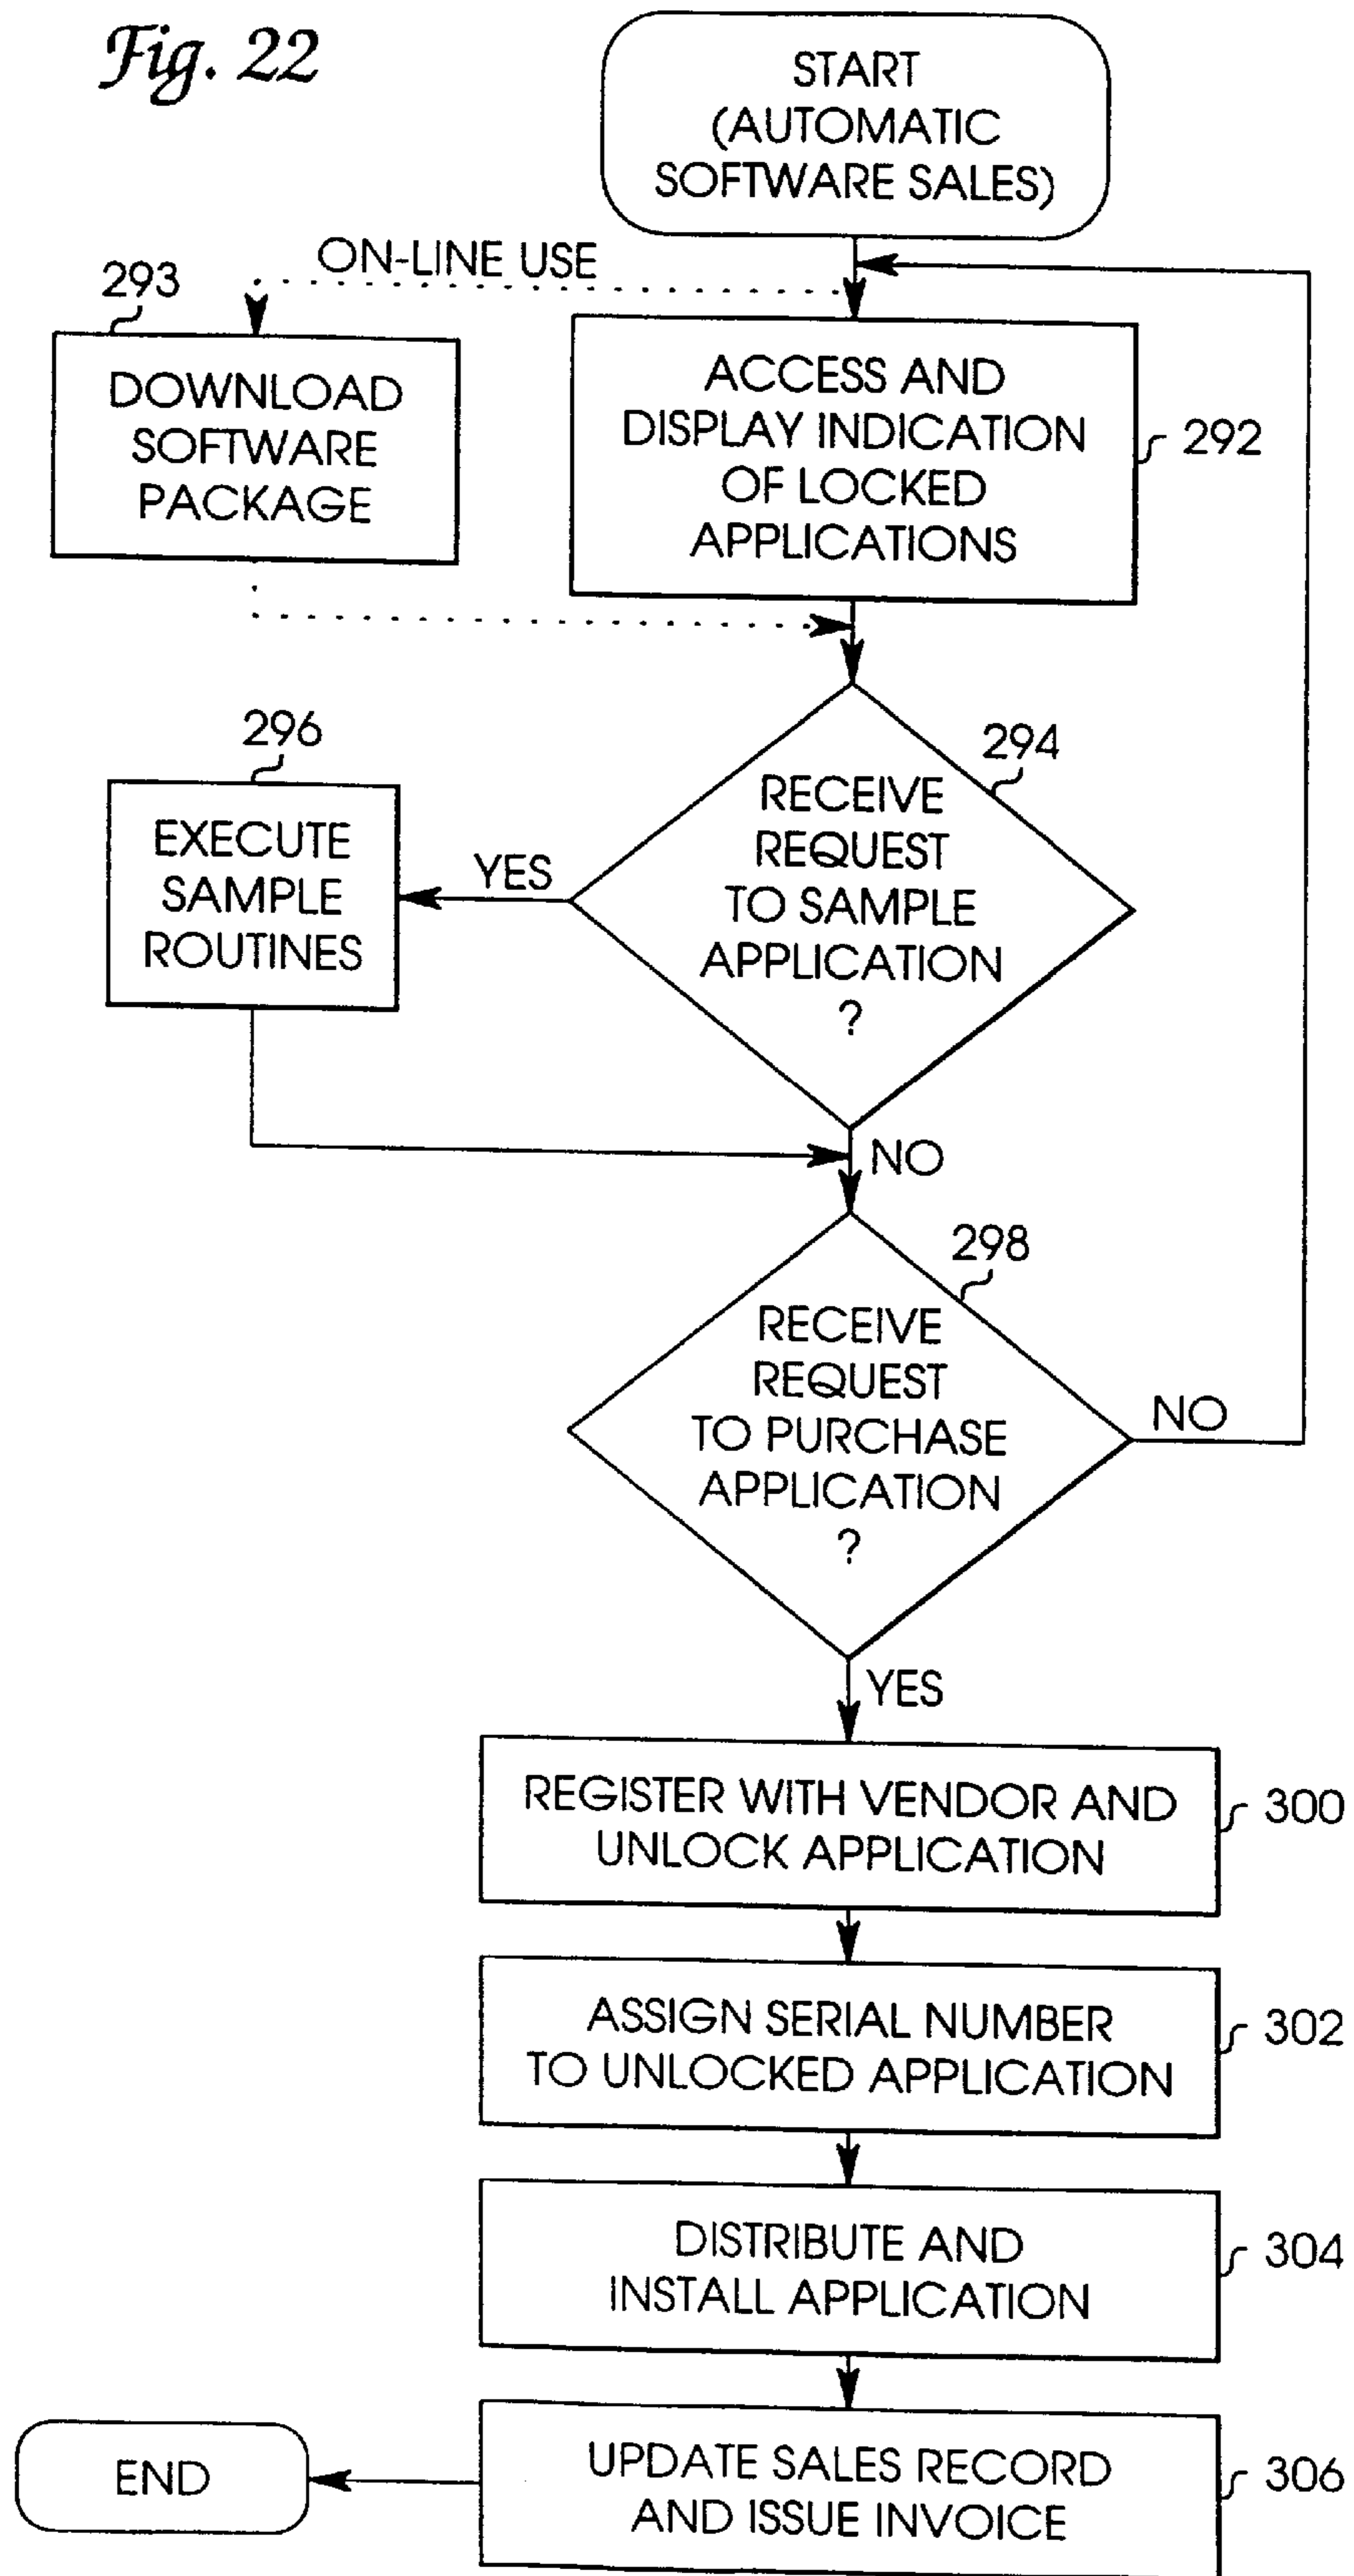 Fig. 22
START
(AUTOMATIC
SOFTWARE SALES)
ON-LINE USE
293
DOWNLOAD
SOFTWARE
PACKAGE
ACCESS AND
DISPLAY INDICATION
OF LOCKED
APPLICATIONS
292
294
RECEIVE
REQUEST
TO SAMPLE
APPLICATION
?
YES
296
EXECUTE
SAMPLE
ROUTINES
NO
298
RECEIVE
REQUEST
TO PURCHASE
APPLICATION
?
NO
YES
REGISTER WITH VENDOR AND
UNLOCK APPLICATION
300
ASSIGN SERIAL NUMBER
TO UNLOCKED APPLICATION
302
DISTRIBUTE AND
INSTALL APPLICATION
304
UPDATE SALES RECORD
AND ISSUE INVOICE
306
END